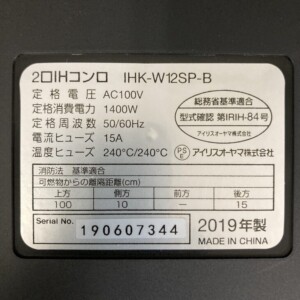 2口IHコンロ IHK-W12SP-B
定格電圧 AC100V
定格消費電力 1400W
定格周波数 50/60Hz
電流ヒューズ 15A
温度ヒューズ 240℃/240℃
総務省基準適合
型式確認 第IRIH-84号
アイリスオーヤマ株式会社
PSE アイリスオーヤマ株式会社
消防法 基準適合
可燃物からの離隔距離(cm)
上方 側方 前方 後方
100 10 - 15
Serial No.
190607344
2019年製
MADE IN CHINA